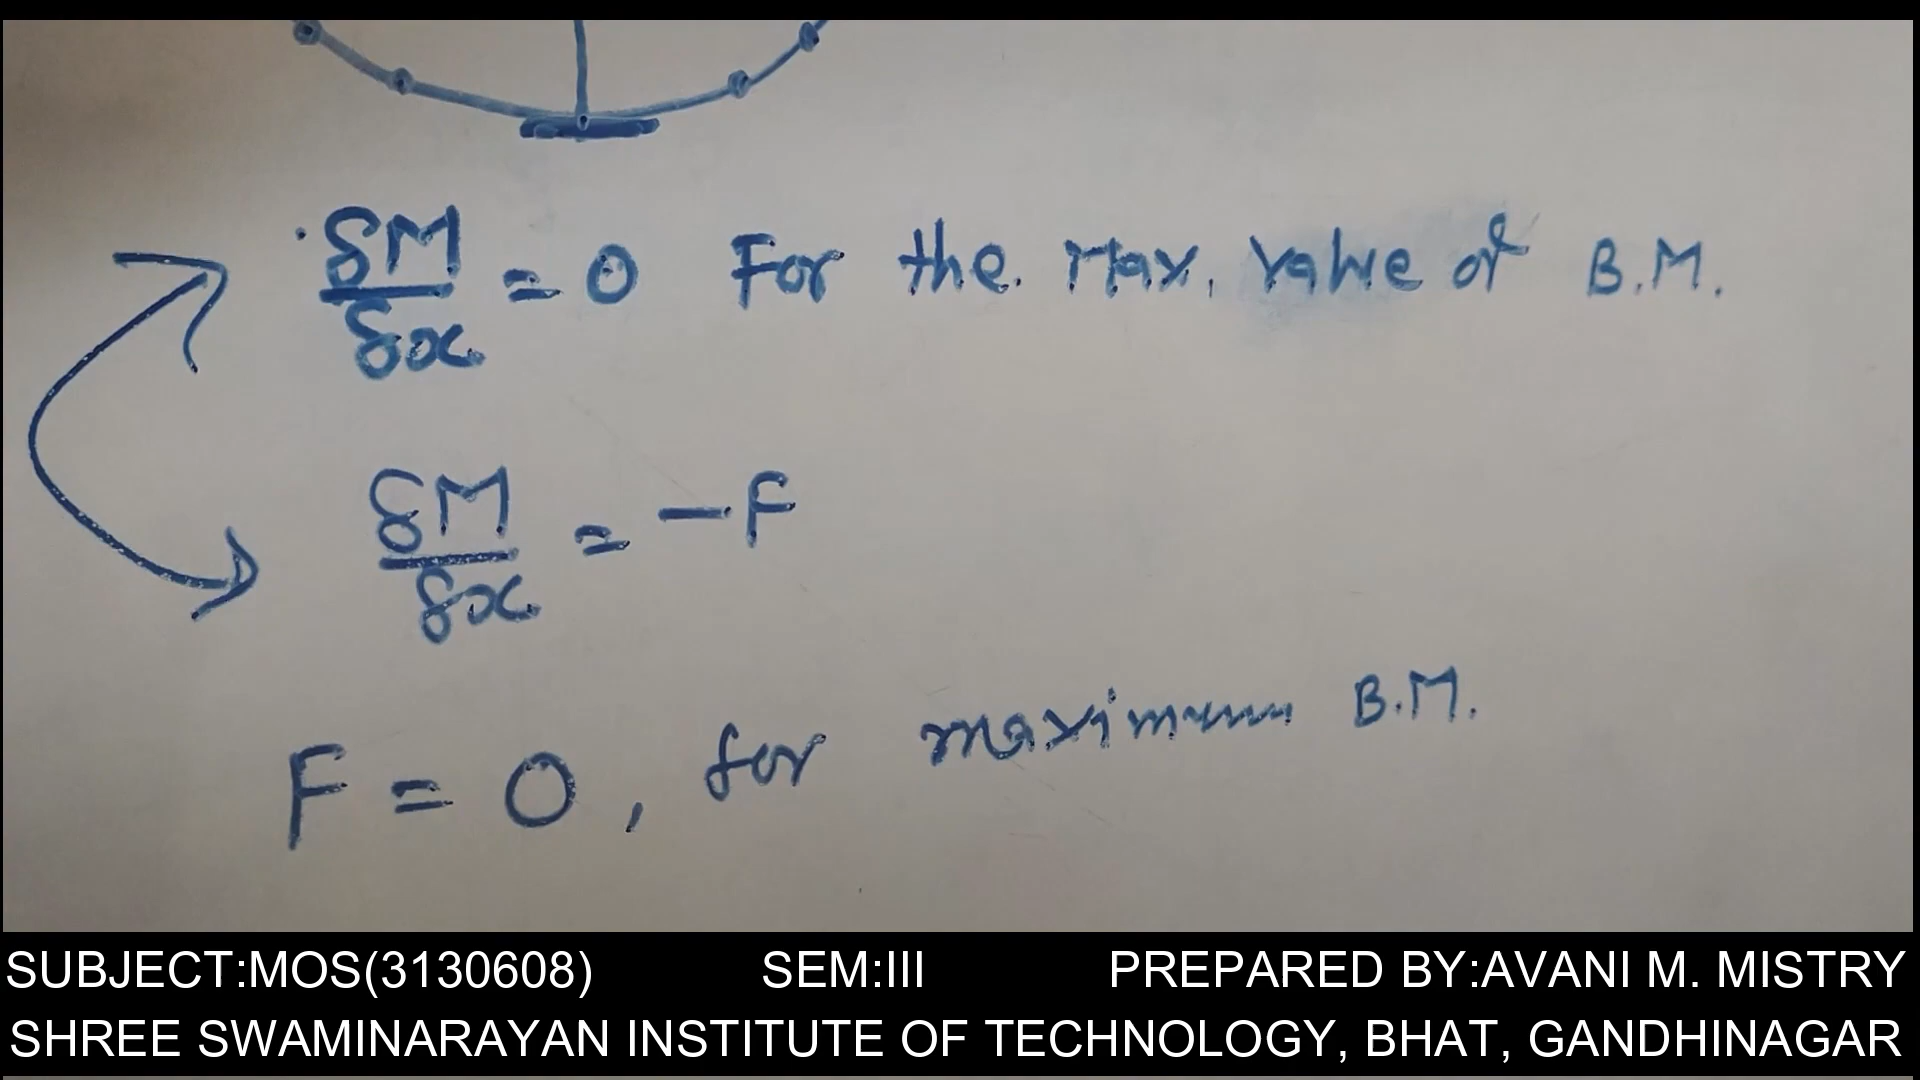 δM/δx = 0 For the Max. value of B.M.
δM/δx = -F
F = 0, for maximum B.M.
SUBJECT:MOS(3130608) SEM:III PREPARED BY:AVANI M. MISTRY
SHREE SWAMINARAYAN INSTITUTE OF TECHNOLOGY, BHAT, GANDHINAGAR